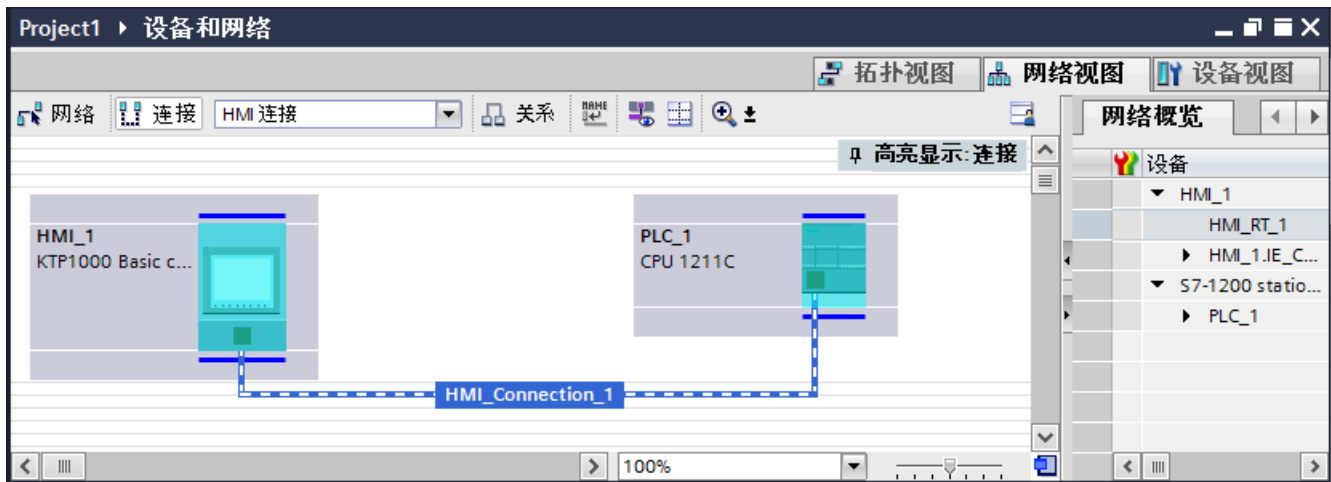 Project1 ▸ 设备和网络
拓扑视图 网络视图 设备视图
网络 连接 HMI 连接 关系 NAME
网络概览
高亮显示:连接
设备
HMI_1
HMI_RT_1
HMI_1.IE_C...
S7-1200 statio...
PLC_1
HMI_1
KTP1000 Basic c...
PLC_1
CPU 1211C
HMI_Connection_1
100%